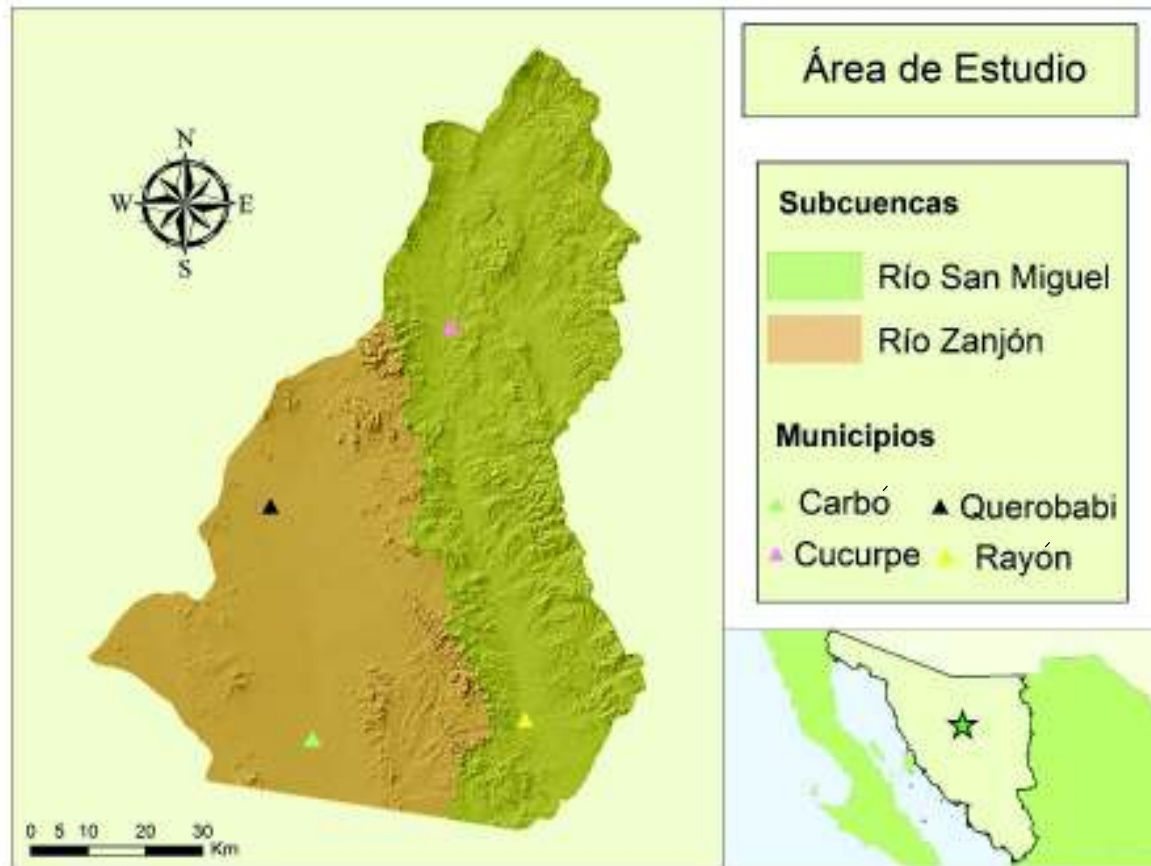 Área de Estudio
N
W E
S
Subcuencas
Río San Miguel
Río Zanjón
Municipios
Carbó Querobabi
Cucurpe Rayón
0 5 10 20 30
Km